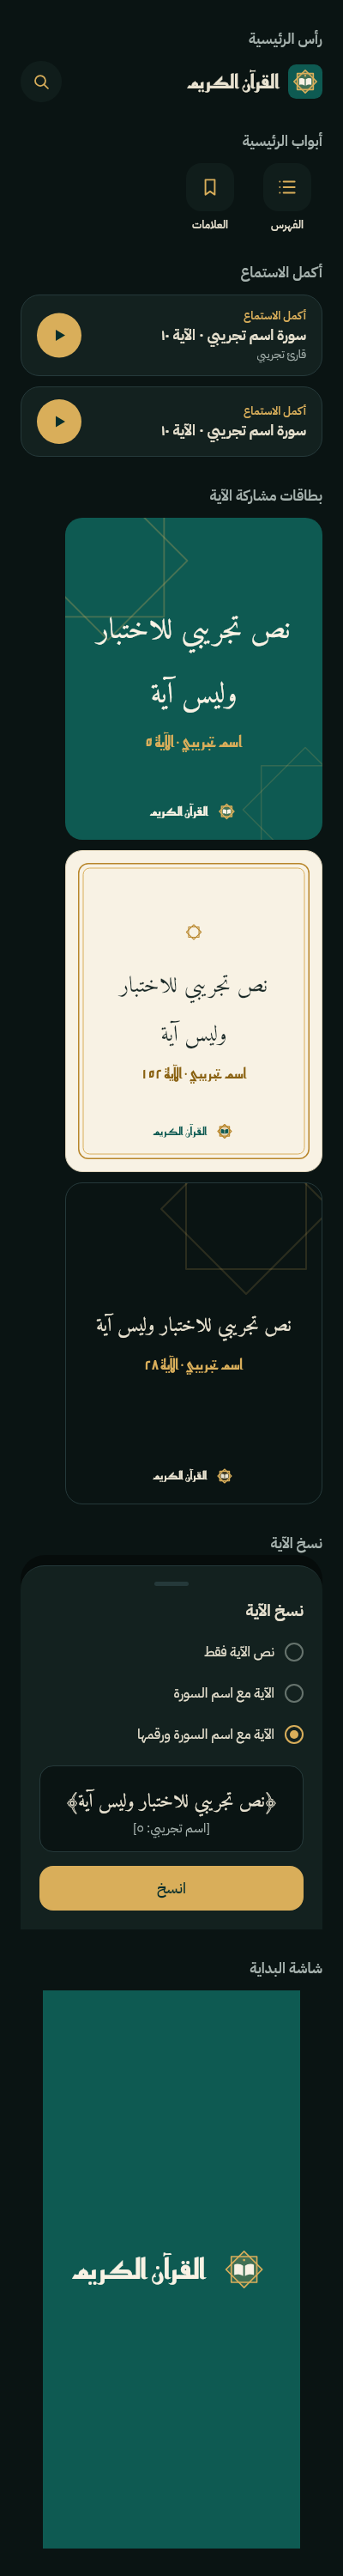 رأس الرئيسية
القرآن الكريم
أبواب الرئيسية
الفهرس
العلامات
أكمل الاستماع
أكمل الاستماع
سورة اسم تجريبي · الآية ١٠
قارئ تجريبي
أكمل الاستماع
سورة اسم تجريبي · الآية ١٠
بطاقات مشاركة الآية
نص تجريبي للاختبار
وليس آية
اسم تجريبي · الآية ٥
القرآن الكريم
نص تجريبي للاختبار
وليس آية
اسم تجريبي · الآية ١٥٢
القرآن الكريم
نص تجريبي للاختبار وليس آية
اسم تجريبي · الآية ٢٨
القرآن الكريم
نسخ الآية
نسخ الآية
نص الآية فقط
الآية مع اسم السورة
الآية مع اسم السورة ورقمها
﴿نص تجريبي للاختبار وليس آية﴾
[اسم تجريبي: ٥]
انسخ
شاشة البداية
القرآن الكريم